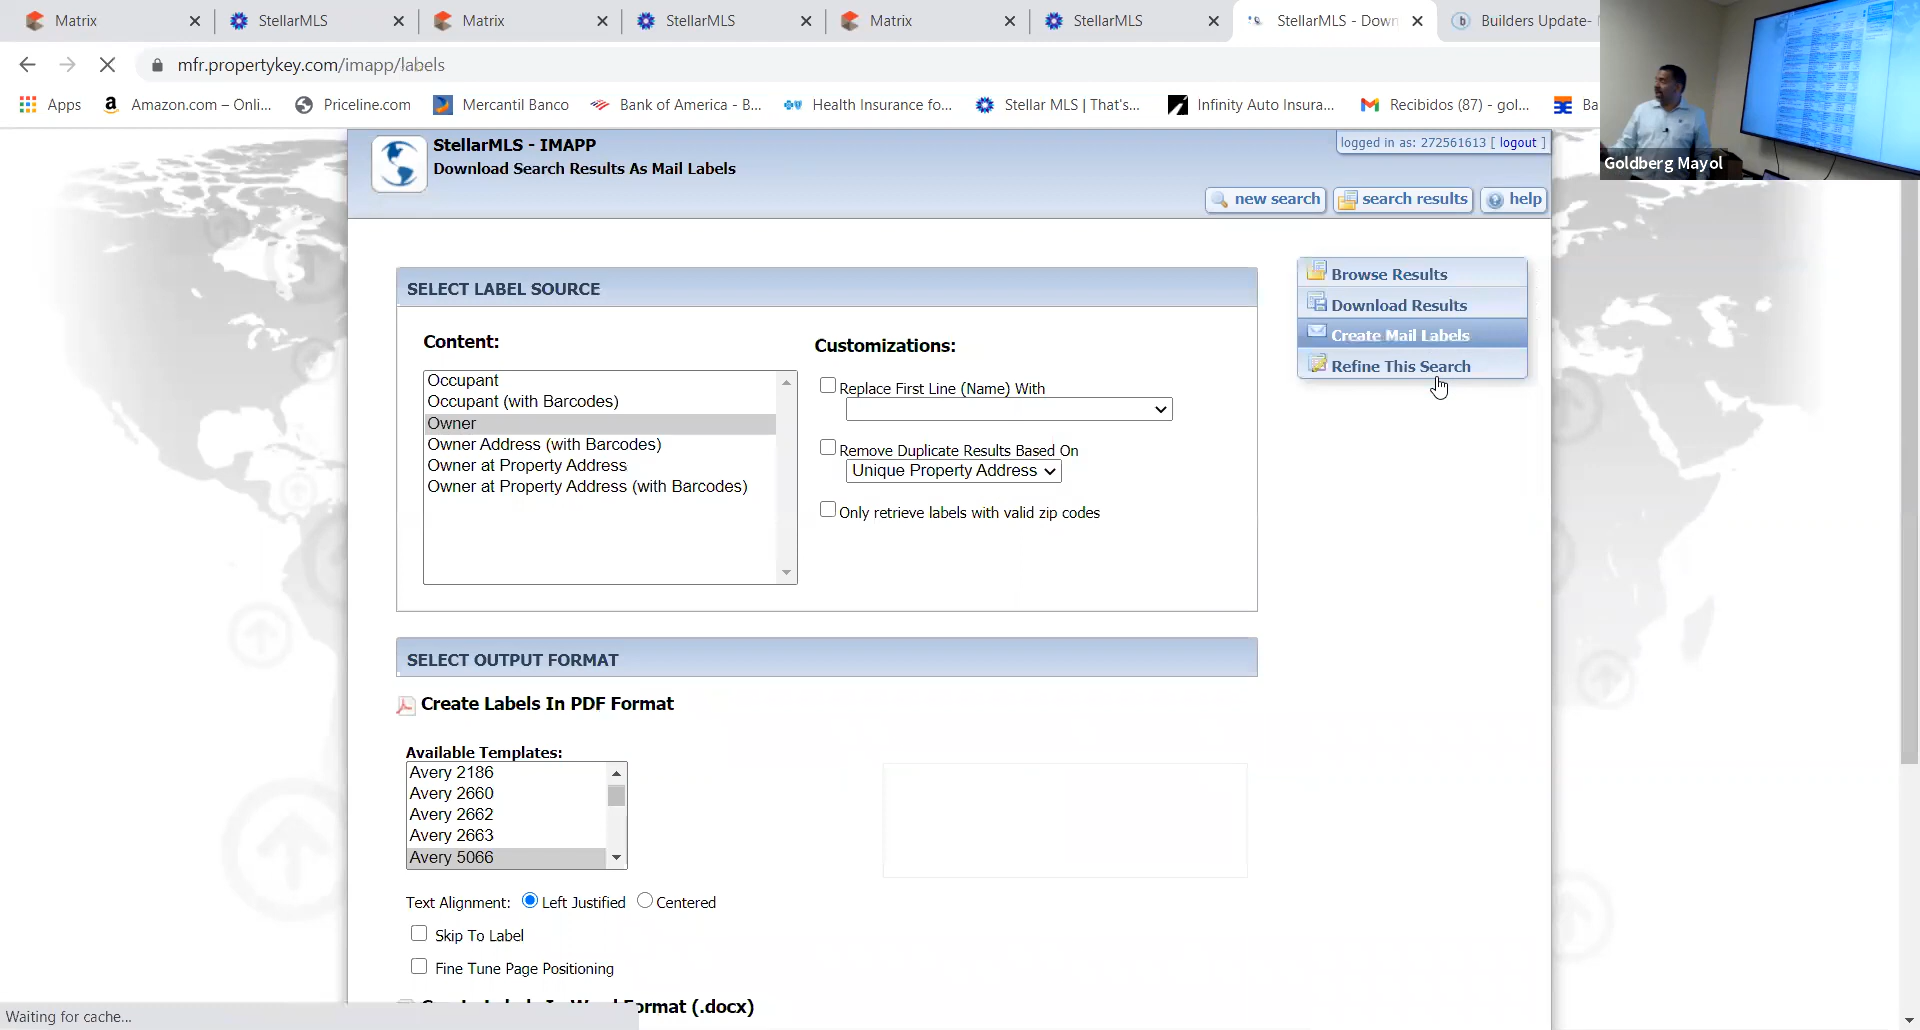 Matrix
StellarMLS
Matrix
StellarMLS
Matrix
StellarMLS
StellarMLS - Down
Builders Update-
mfr.propertykey.com/imapp/labels
Apps
Amazon.com – Onli...
Priceline.com
Mercantil Banco
Bank of America - B...
Health Insurance fo...
Stellar MLS | That's...
Infinity Auto Insura...
Recibidos (87) - gol...
Ba
Goldberg Mayol
StellarMLS - IMAPP
Download Search Results As Mail Labels
logged in as: 272561613 [ logout ]
new search
search results
help
Browse Results
Download Results
Create Mail Labels
Refine This Search
SELECT LABEL SOURCE
Content:
Occupant
Occupant (with Barcodes)
Owner
Owner Address (with Barcodes)
Owner at Property Address
Owner at Property Address (with Barcodes)
Customizations:
Replace First Line (Name) With
Remove Duplicate Results Based On
Unique Property Address
Only retrieve labels with valid zip codes
SELECT OUTPUT FORMAT
Create Labels In PDF Format
Available Templates:
Avery 2186
Avery 2660
Avery 2662
Avery 2663
Avery 5066
Text Alignment: Left Justified Centered
Skip To Label
Fine Tune Page Positioning
Create Labels In Word Format (.docx)
Waiting for cache...